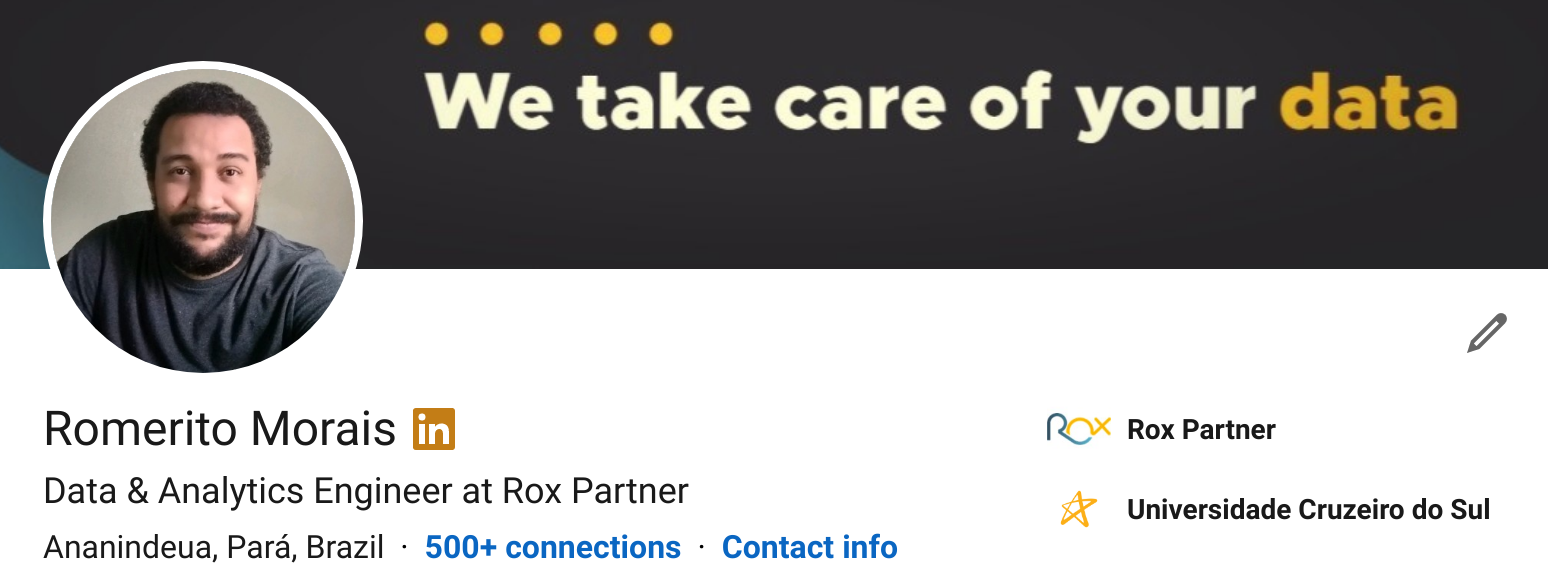 We take care of your data
Romerito Morais in
Data & Analytics Engineer at Rox Partner
Ananindeua, Pará, Brazil · 500+ connections · Contact info
Rox Rox Partner
Universidade Cruzeiro do Sul